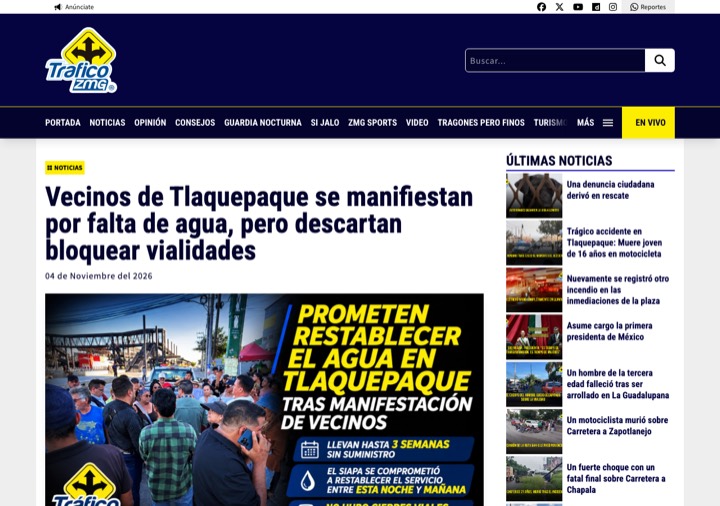 Anúnciate
Reportes
Tráfico
ZMG
Buscar...
PORTADA NOTICIAS OPINIÓN CONSEJOS GUARDIA NOCTURNA SI JALO ZMG SPORTS VIDEO TRAGONES PERO FINOS TURISM MÁS EN VIVO
NOTICIAS
Vecinos de Tlaquepaque se manifiestan
por falta de agua, pero descartan
bloquear vialidades
04 de Noviembre del 2026
PROMETEN
RESTABLECER
EL AGUA EN
TLAQUEPAQUE
TRAS MANIFESTACIÓN
DE VECINOS
LLEVAN HASTA 3 SEMANAS
SIN SUMINISTRO
EL SIAPA SE COMPROMETIÓ
A RESTABLECER EL SERVICIO
ENTRE ESTA NOCHE Y MAÑANA
NO HUBO CIERRES VIALES
Tráfico
ÚLTIMAS NOTICIAS
Una denuncia ciudadana
derivó en rescate
Trágico accidente en
Tlaquepaque: Muere joven
de 16 años en motocicleta
Nuevamente se registró otro
incendio en las
inmediaciones de la plaza
Asume cargo la primera
presidenta de México
Un hombre de la tercera
edad falleció tras ser
arrollado en La Guadalupana
Un motociclista murió sobre
Carretera a Zapotlanejo
Un fuerte choque con un
fatal final sobre Carretera a
Chapala